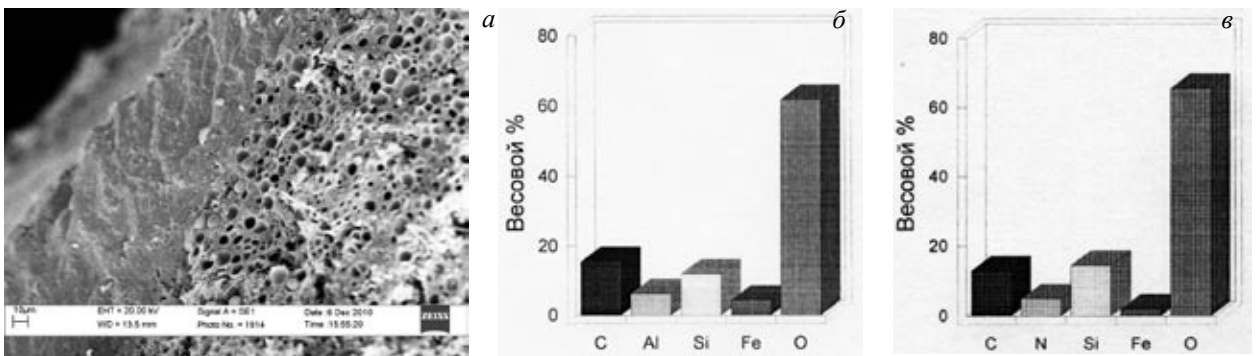 а
10µm
EHT = 20.00 kV
WD = 13.5 mm
Signal A = SE1
Photo No. = 1814
Date :6 Dec 2010
Time :15:55:20
ZEISS
б
80
60
40
20
0
Весовой %
C Al Si Fe O
в
80
60
40
20
0
Весовой %
C N Si Fe O